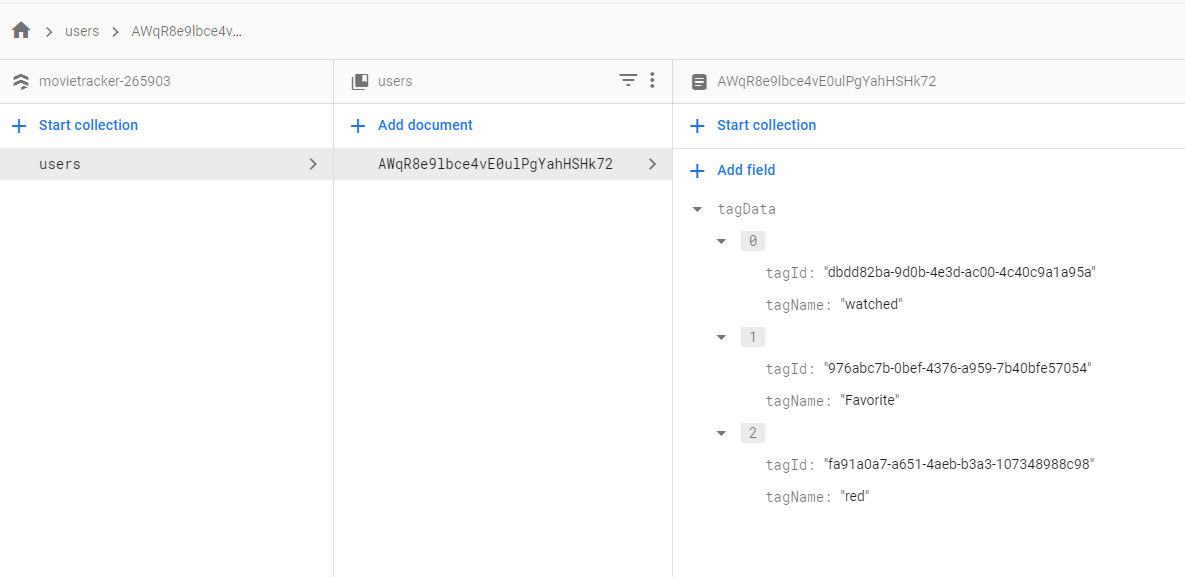 users AWqR8e9lbce4v...
movietracker-265903
Start collection
users
users
Add document
AWqR8e9lbce4vE0ulPgYahHSHk72
AWqR8e9lbce4vE0ulPgYahHSHk72
Start collection
Add field
tagData
0
tagId: "dbdd82ba-9d0b-4e3d-ac00-4c40c9a1a95a"
tagName: "watched"
1
tagId: "976abc7b-0bef-4376-a959-7b40bfe57054"
tagName: "Favorite"
2
tagId: "fa91a0a7-a651-4aeb-b3a3-107348988c98"
tagName: "red"